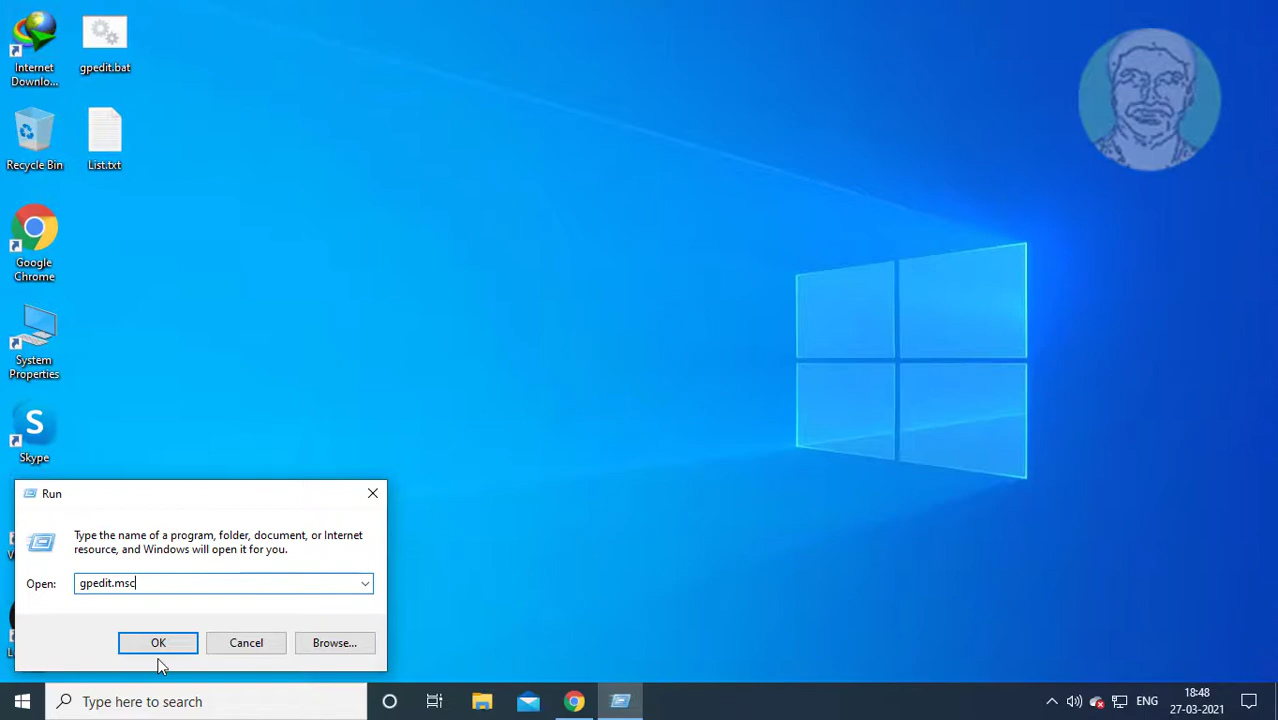 Internet
Downlo...
gpedit.bat
Recycle Bin
List.txt
Google
Chrome
System
Properties
S
Skype
Run
Type the name of a program, folder, document, or Internet
resource, and Windows will open it for you.
Open:
gpedit.msc
OK
Cancel
Browse...
Type here to search
ENG
18:48
27-03-2021